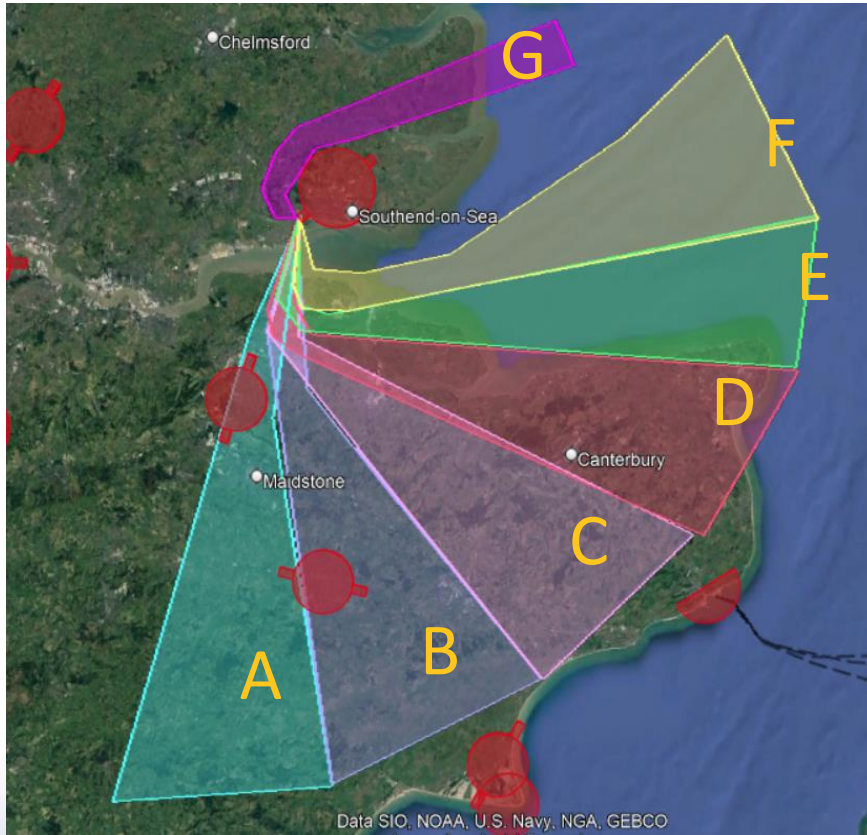 Chelmsford
G
F
Southend-on-Sea
E
D
Canterbury
Maidstone
C
B
A
Data SIO, NOAA, U.S. Navy, NGA, GEBCO